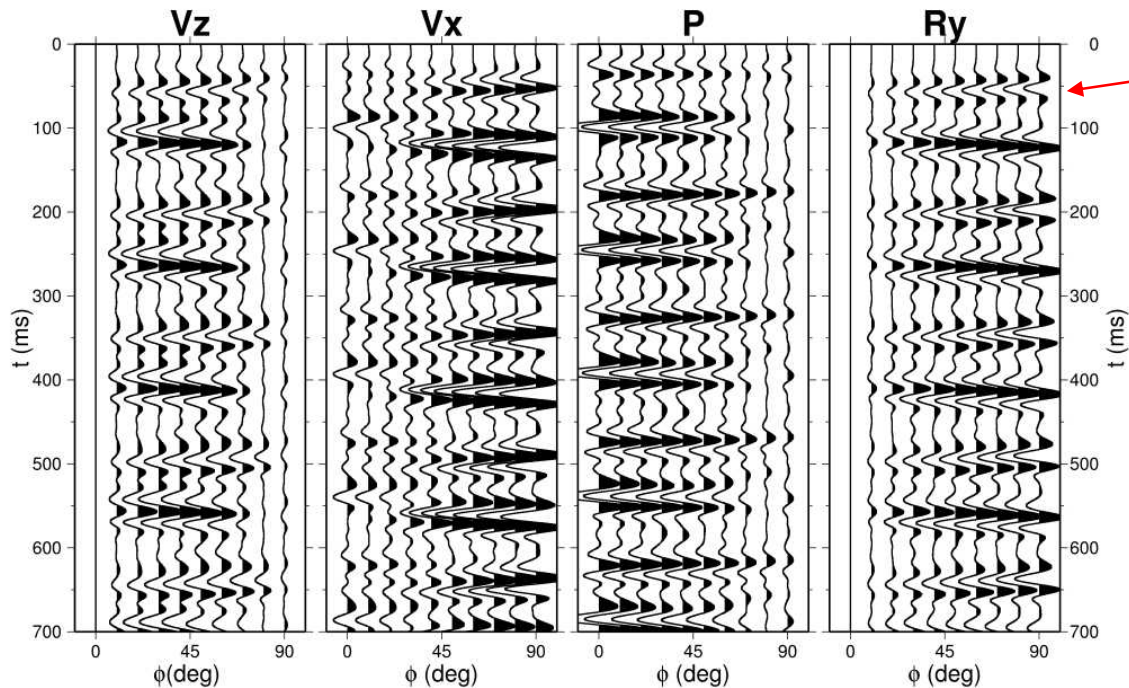 Vz Vx P Ry
0 0
100 100
200 200
300 300
400 400
500 500
600 600
700 700
t (ms) t (ms)
0 45 90 0 45 90 0 45 90 0 45 90
ϕ(deg) ϕ (deg) ϕ (deg) ϕ (deg)